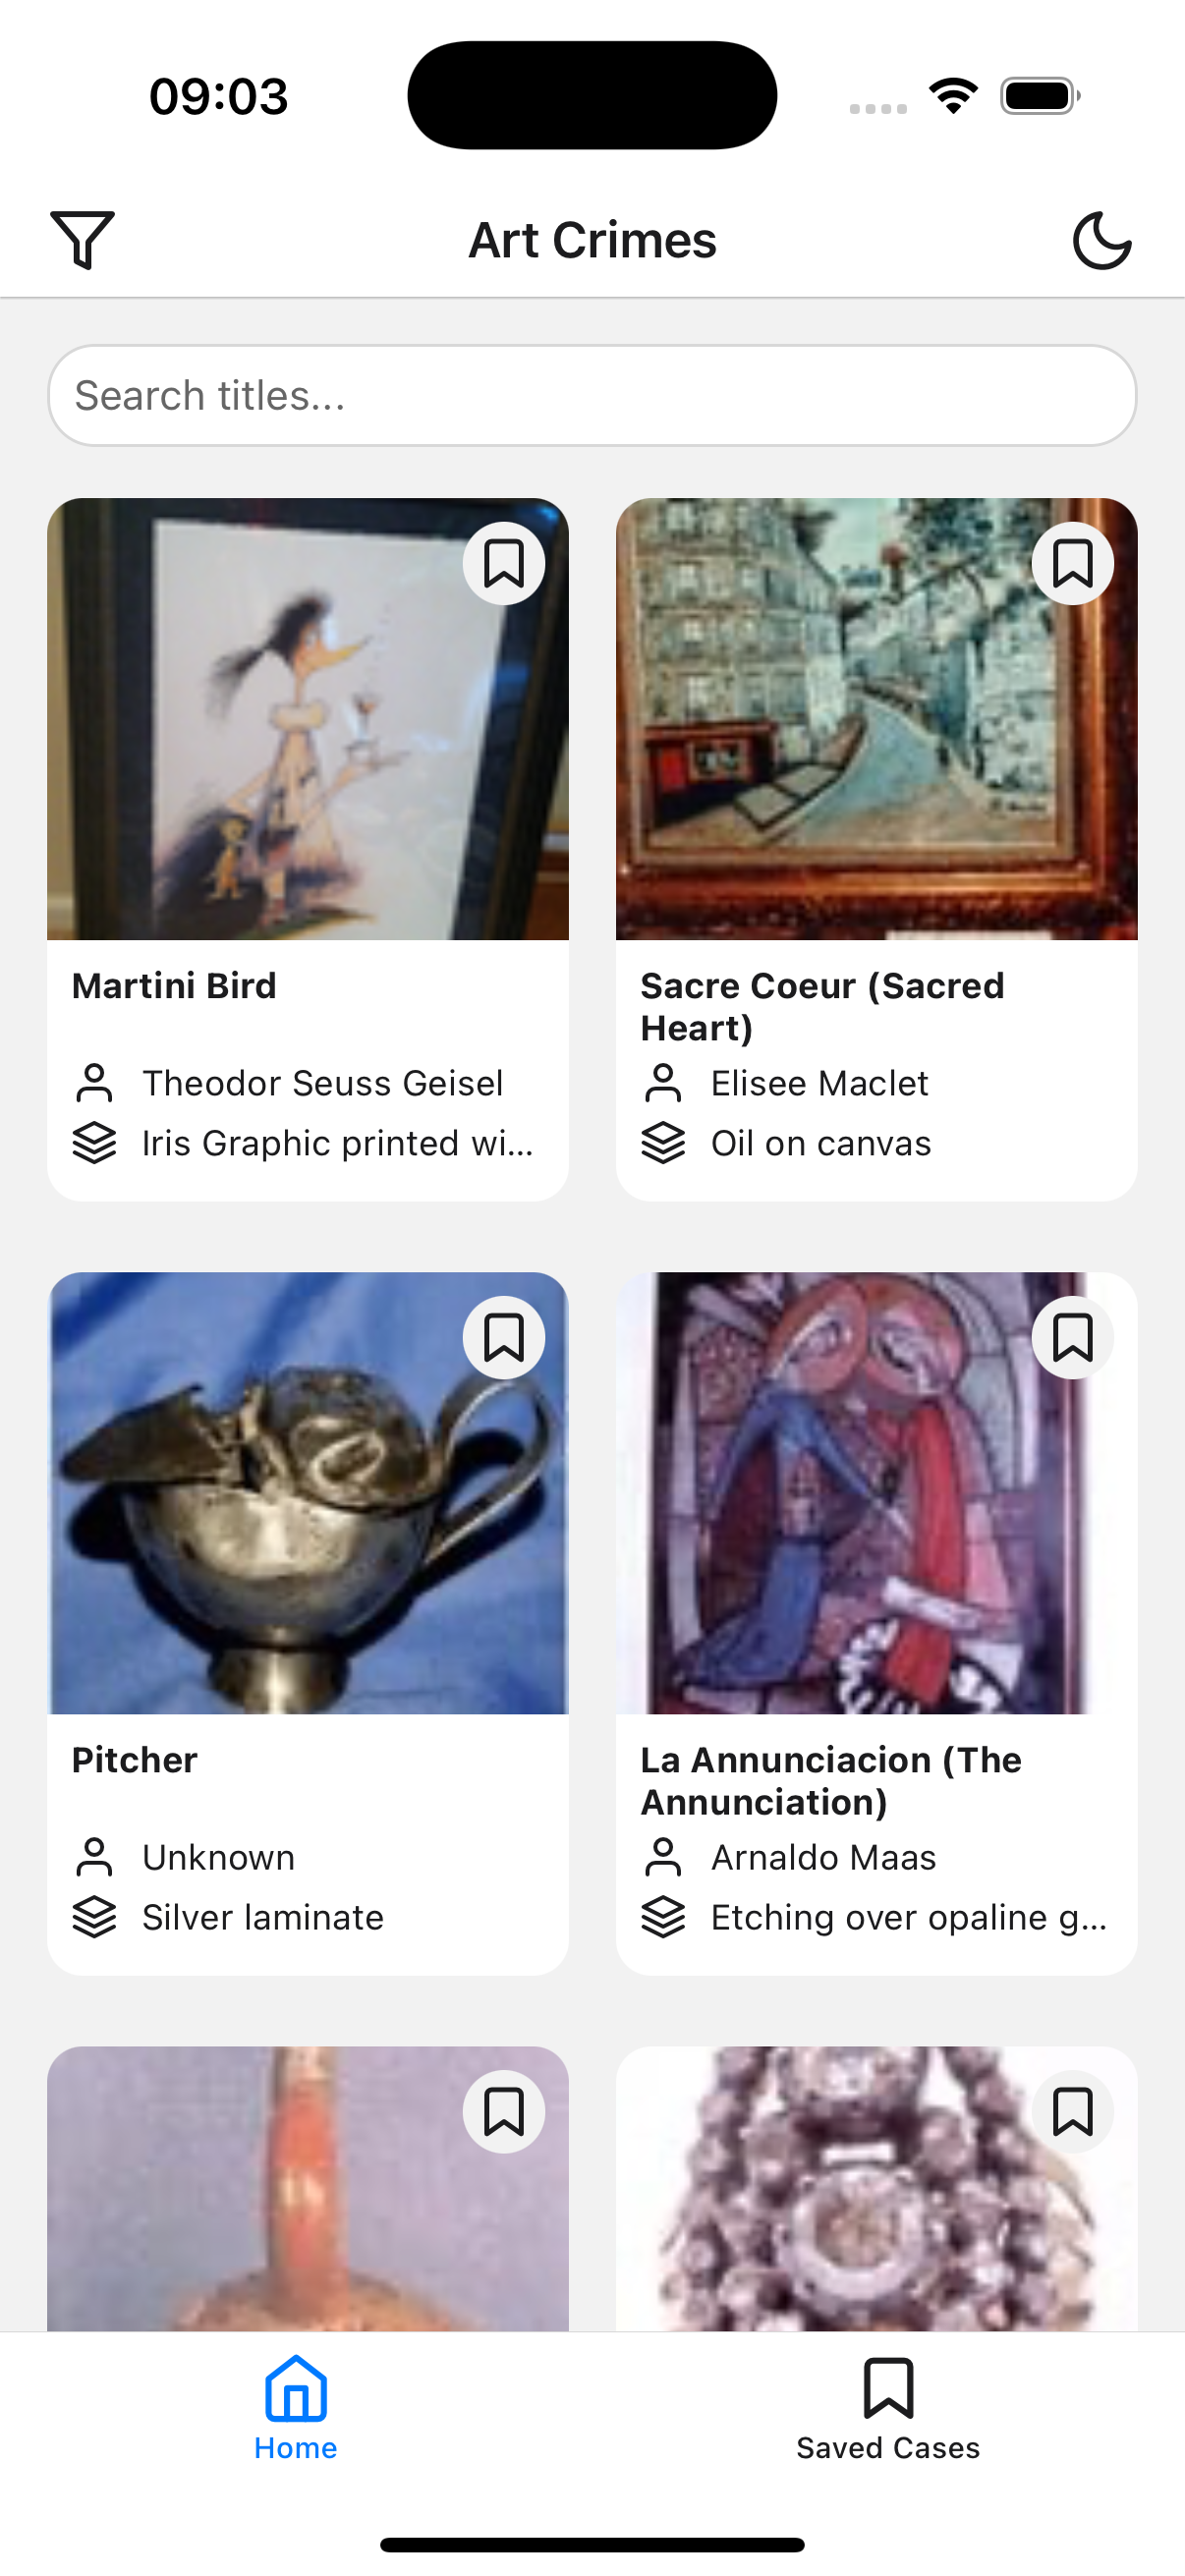 09:03
Art Crimes
Search titles...
Martini Bird
Theodor Seuss Geisel
Iris Graphic printed wi...
Sacre Coeur (Sacred
Heart)
Elisee Maclet
Oil on canvas
Pitcher
Unknown
Silver laminate
La Annunciacion (The
Annunciation)
Arnaldo Maas
Etching over opaline g...
Home
Saved Cases